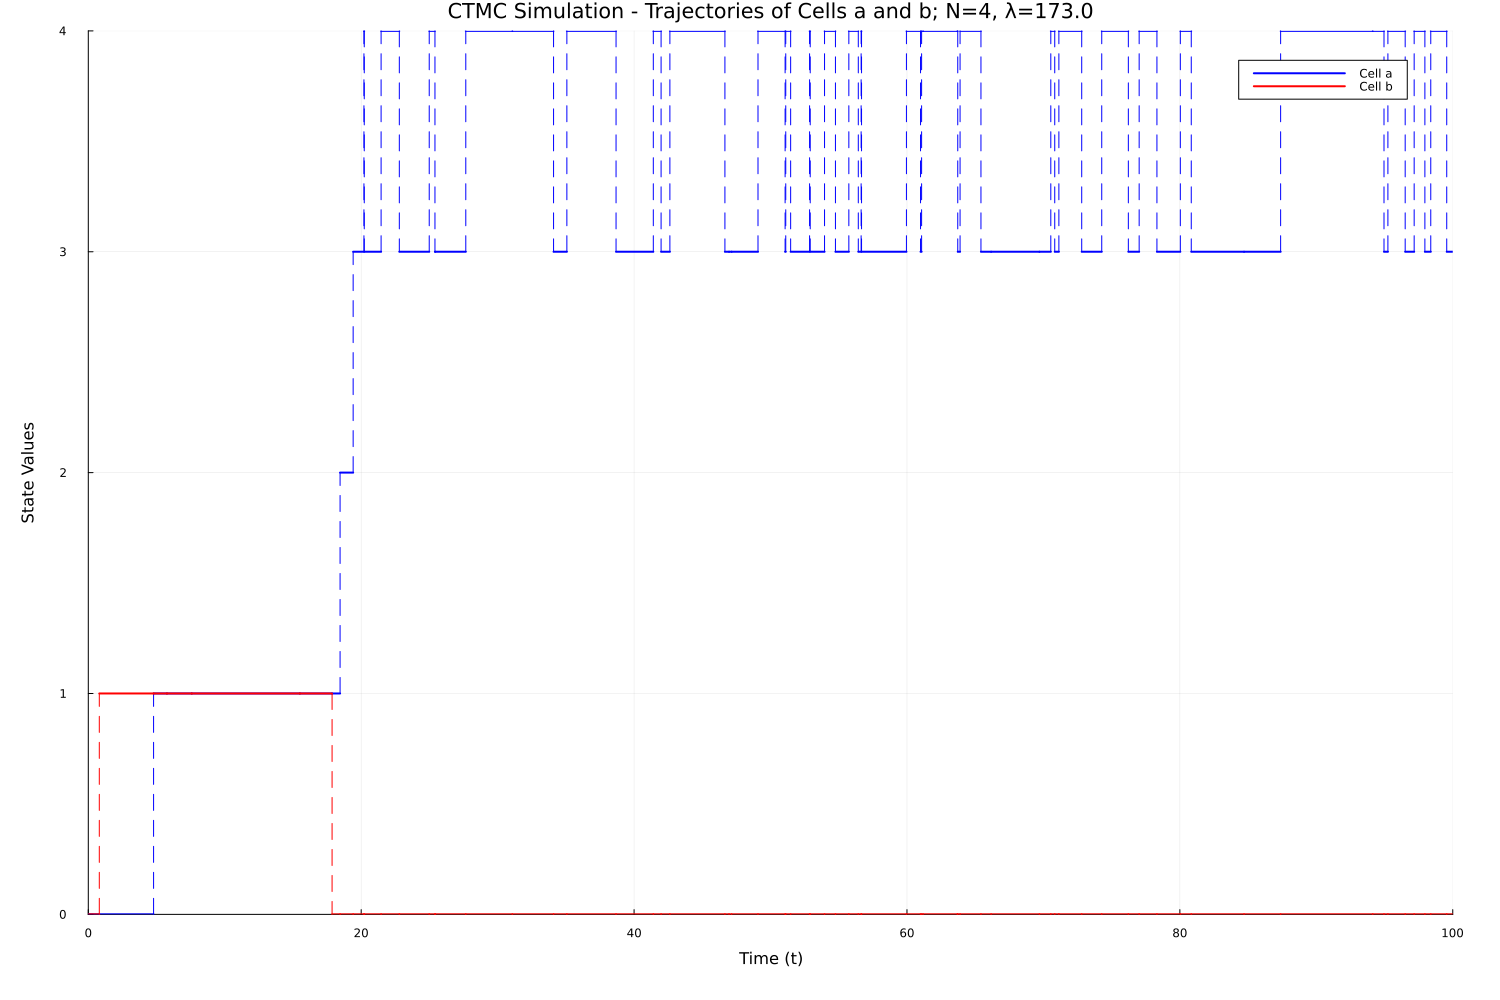 CTMC Simulation - Trajectories of Cells a and b; N=4, λ=173.0
4
Cell a
Cell b
3
State Values
2
1
0
0 20 40 60 80 100
Time (t)